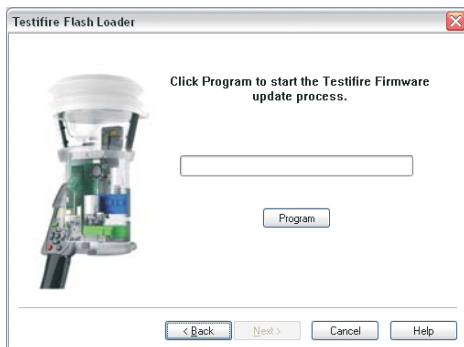 Testifire Flash Loader
Click Program to start the Testifire Firmware
update process.
Program
< Back
Next >
Cancel
Help